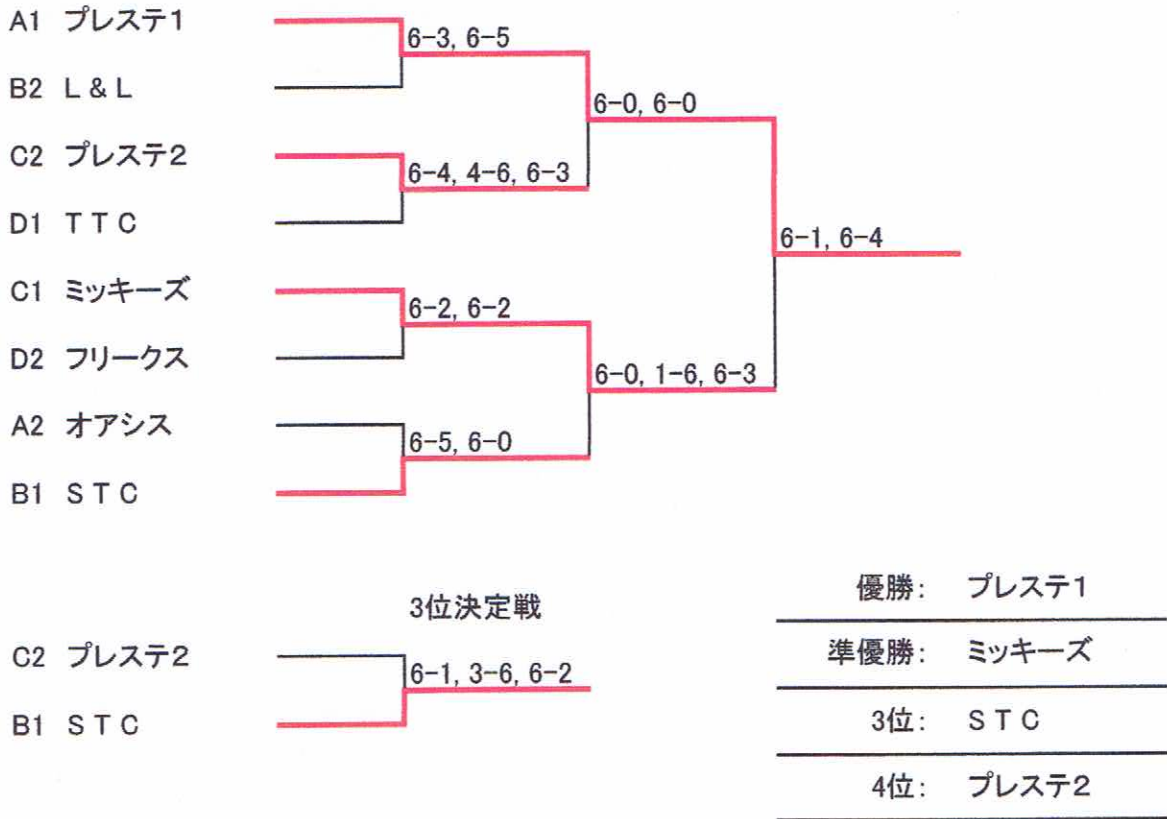 A1 プレステ1
6-3, 6-5
B2 L & L
6-0, 6-0
C2 プレステ2
6-4, 4-6, 6-3
D1 T T C
6-1, 6-4
C1 ミッキーズ
6-2, 6-2
D2 フリークス
6-0, 1-6, 6-3
A2 オアシス
6-5, 6-0
B1 S T C
3位決定戦
C2 プレステ2
6-1, 3-6, 6-2
B1 S T C
優勝: プレステ1
準優勝: ミッキーズ
3位: S T C
4位: プレステ2